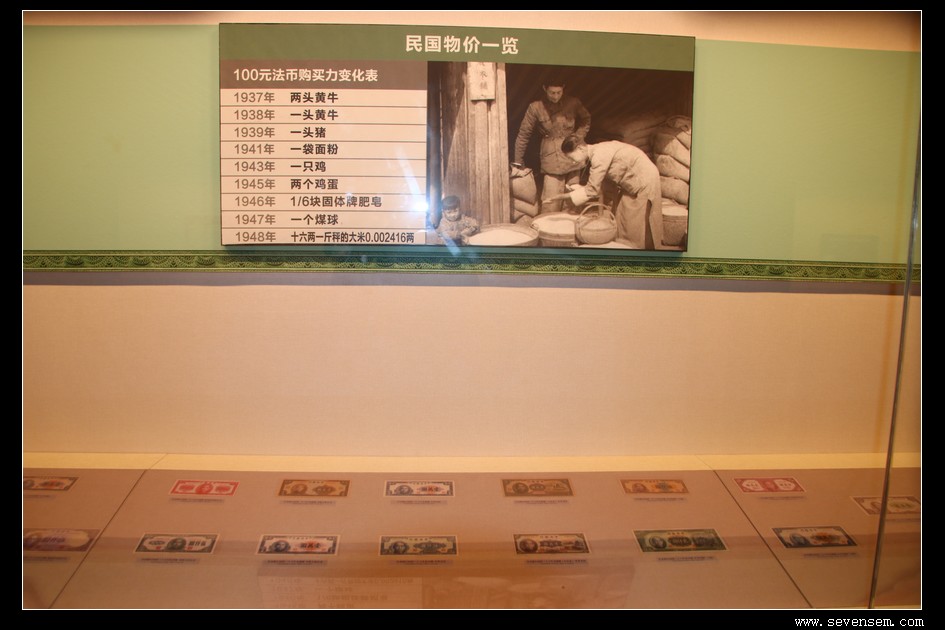 民国物价一览
100元法币购买力变化表
1937年 两头黄牛
1938年 一头黄牛
1939年 一头猪
1941年 一袋面粉
1943年 一只鸡
1945年 两个鸡蛋
1946年 1/6块固体牌肥皂
1947年 一个煤球
1948年 十六两一斤秤的大米0.002416两
www.sevensem.com